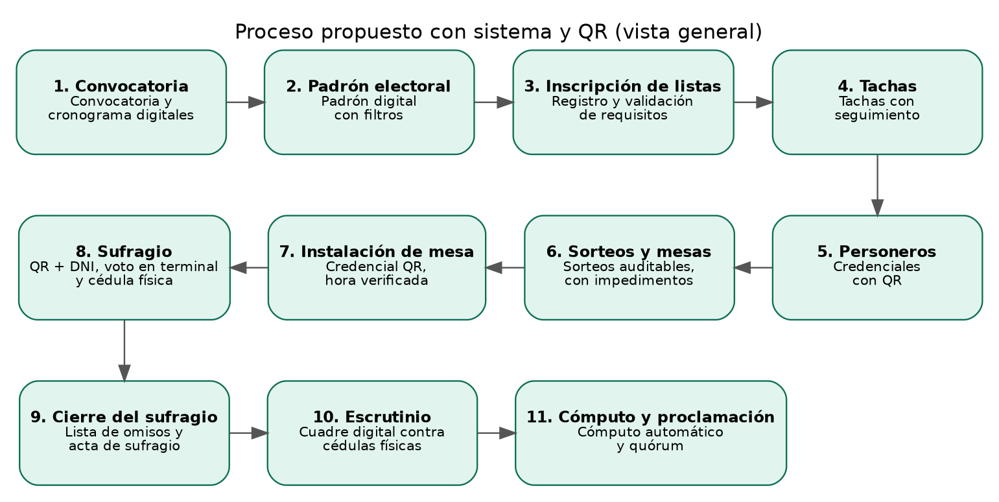 Proceso propuesto con sistema y QR (vista general)
1. Convocatoria
Convocatoria y
cronograma digitales
2. Padrón electoral
Padrón digital
con filtros
3. Inscripción de listas
Registro y validación
de requisitos
4. Tachas
Tachas con
seguimiento
5. Personeros
Credenciales
con QR
6. Sorteos y mesas
Sorteos auditables,
con impedimentos
7. Instalación de mesa
Credencial QR,
hora verificada
8. Sufragio
QR + DNI, voto en terminal
y cédula física
9. Cierre del sufragio
Lista de omisos y
acta de sufragio
10. Escrutinio
Cuadre digital contra
cédulas físicas
11. Cómputo y proclamación
Cómputo automático
y quórum